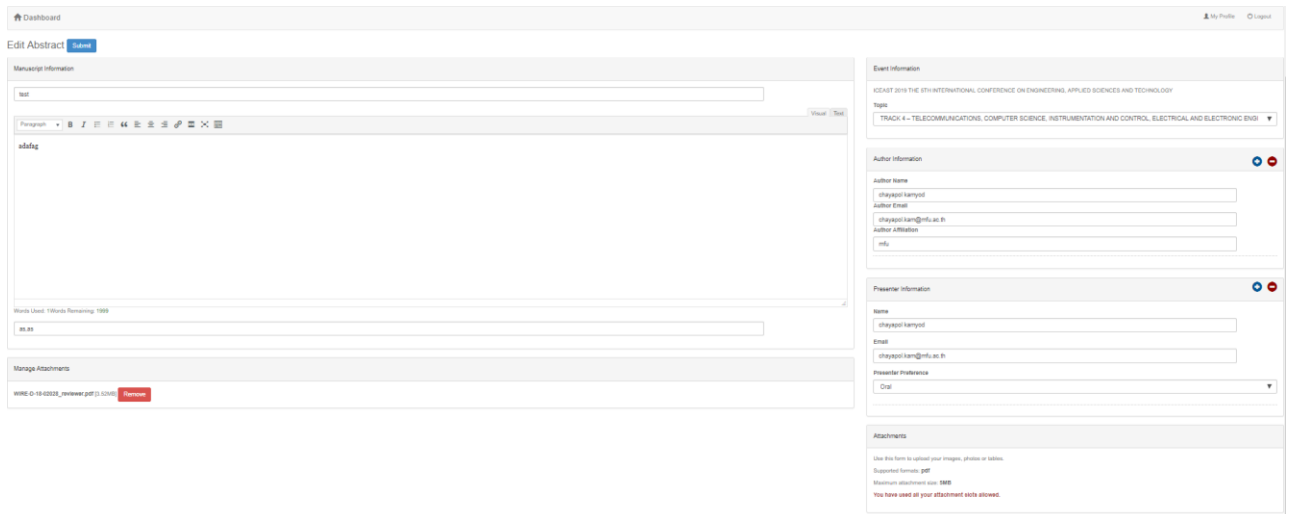 Dashboard
My Profile Logout
Edit Abstract Submit
Manuscript Information
test
Visual Text
Paragraph B I
adafag
Words Used: 1Words Remaining: 1999
as,as
Manage Attachments
WIRE-D-18-02028_reviewer.pdf [3.52MB] Remove
Event Information
ICEAST 2019 THE 5TH INTERNATIONAL CONFERENCE ON ENGINEERING, APPLIED SCIENCES AND TECHNOLOGY
Topic
TRACK 4 – TELECOMMUNICATIONS, COMPUTER SCIENCE, INSTRUMENTATION AND CONTROL, ELECTRICAL AND ELECTRONIC ENGI
Author Information
Author Name
chayapol kamyod
Author Email
chayapol.kam@mfu.ac.th
Author Affiliation
mfu
Presenter Information
Name
chayapol kamyod
Email
chayapol.kam@mfu.ac.th
Presenter Preference
Oral
Attachments
Use this form to upload your images, photos or tables.
Supported formats: pdf
Maximum attachment size: 5MB
You have used all your attachment slots allowed.